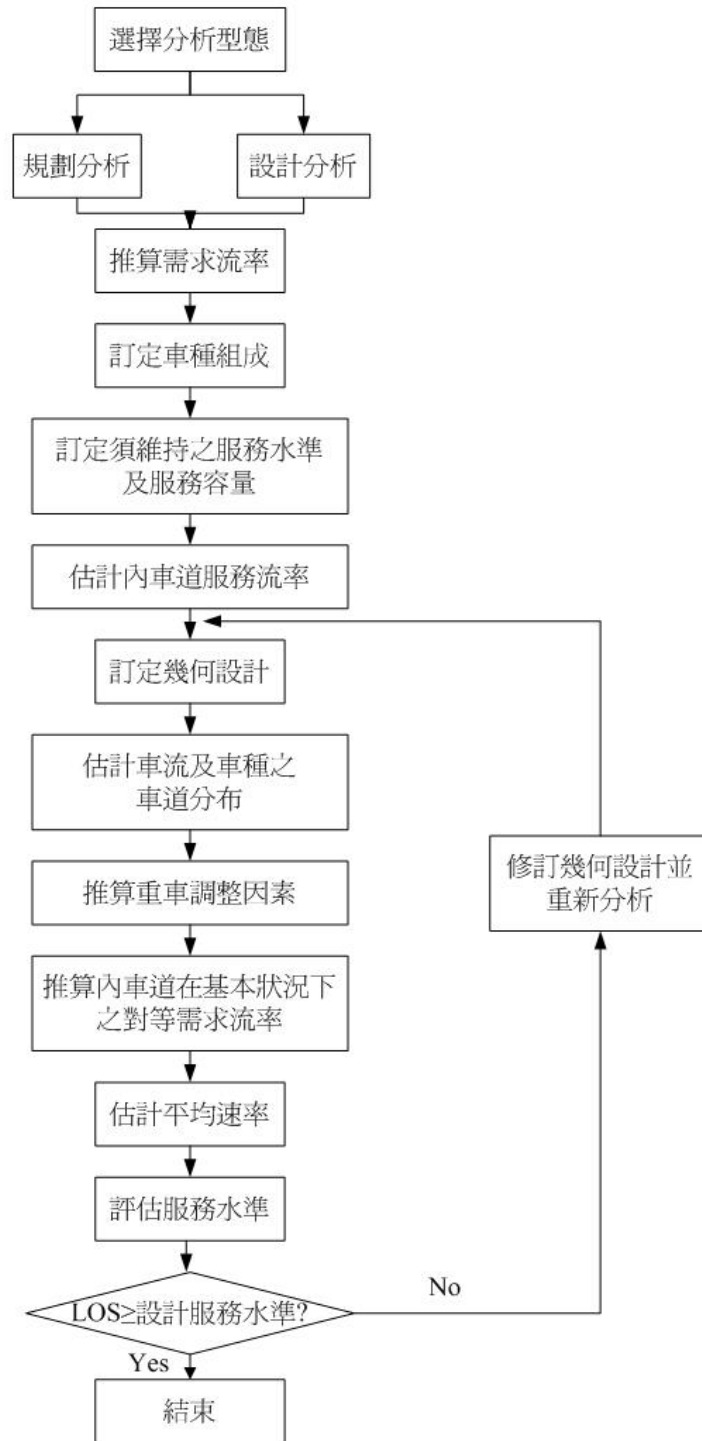 選擇分析型態
規劃分析
設計分析
推算需求流率
訂定車種組成
訂定須維持之服務水準
及服務容量
估計內車道服務流率
訂定幾何設計
估計車流及車種之
車道分布
推算重車調整因素
修訂幾何設計並
重新分析
推算內車道在基本狀況下
之對等需求流率
估計平均速率
評估服務水準
LOS≥設計服務水準?
No
Yes
結束